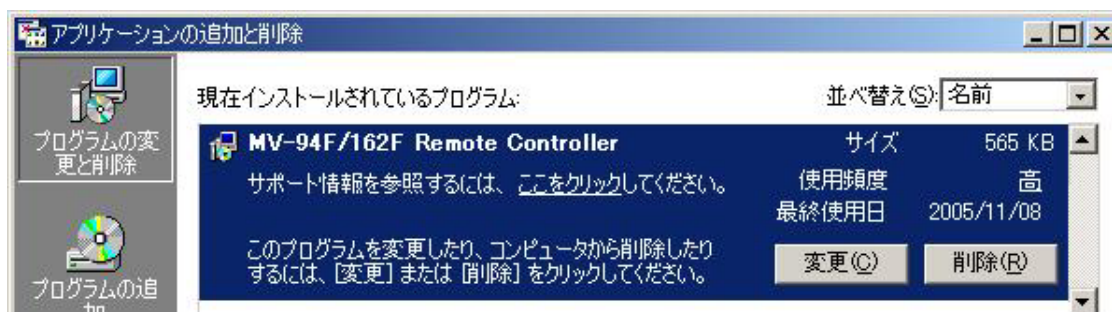 アプリケーションの追加と削除
プログラムの変
更と削除
プログラムの追
加
現在インストールされているプログラム:
並べ替え(S):
名前
MV-94F/162F Remote Controller
サイズ
565 KB
サポート情報を参照するには、ここをクリックしてください。
使用頻度
高
最終使用日
2005/11/08
このプログラムを変更したり、コンピュータから削除したり
するには、[変更] または [削除] をクリックしてください。
変更(C)
削除(R)